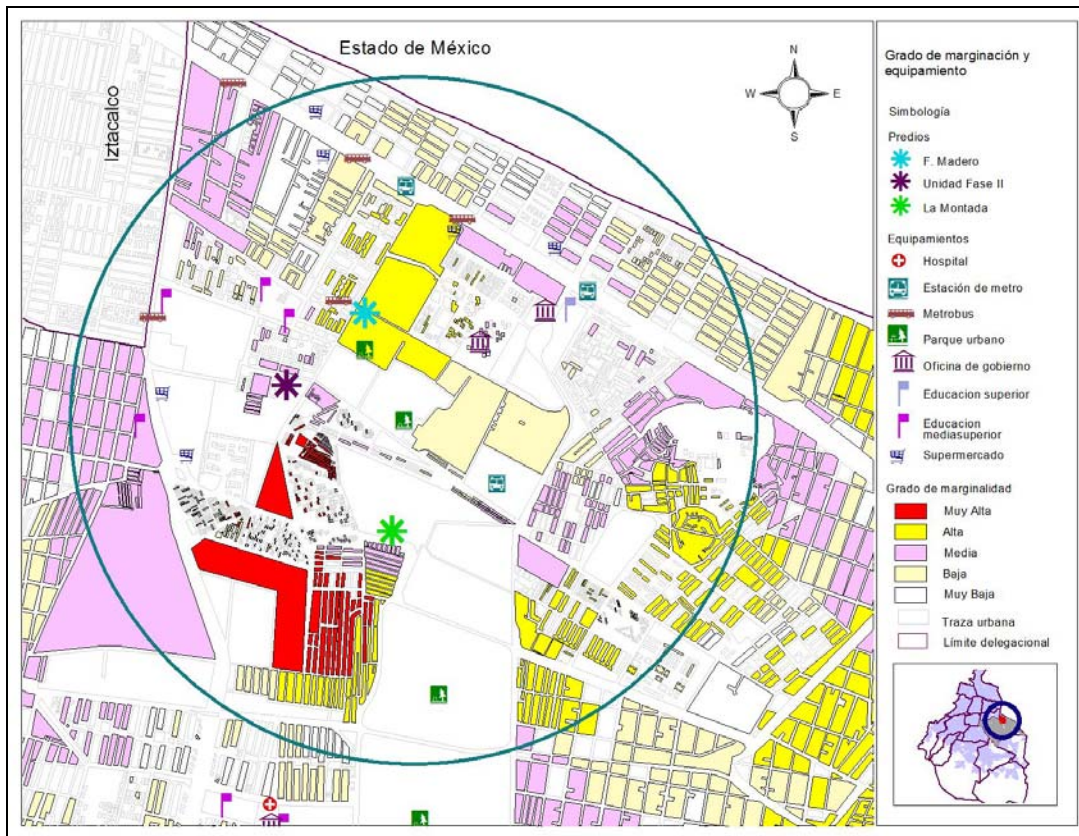 Estado de México
Iztacalco
N
W
E
S
Grado de marginación y
equipamiento
Simbología
Predios
F. Madero
Unidad Fase II
La Montada
Equipamientos
Hospital
Estación de metro
Metrobus
Parque urbano
Oficina de gobierno
Educacion superior
Educacion
mediasuperior
Supermercado
Grado de marginalidad
Muy Alta
Alta
Media
Baja
Muy Baja
Traza urbana
Límite delegacional